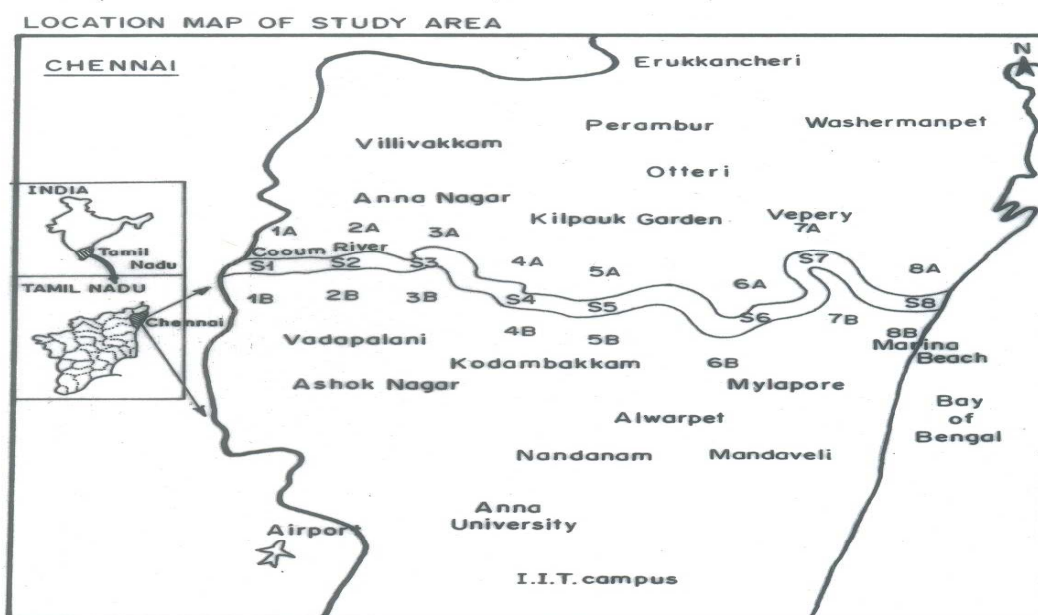 LOCATION MAP OF STUDY AREA
CHENNAI
N
Erukkancheri
Perambur
Washermanpet
Villivakkam
Otteri
INDIA
Tamil
Nadu
Anna Nagar
Kilpauk Garden
Vepery
1A
2A
3A
4A
5A
6A
7A
8A
Cooum River
S1
S2
S3
S4
S5
S6
S7
S8
1B
2B
3B
4B
5B
6B
7B
8B
TAMIL NADU
Chennai
Vadapalani
Kodambakkam
Marina
Beach
Ashok Nagar
Mylapore
Alwarpet
Bay
of
Bengal
Nandanam
Mandaveli
Anna
University
Airport
I.I.T. campus